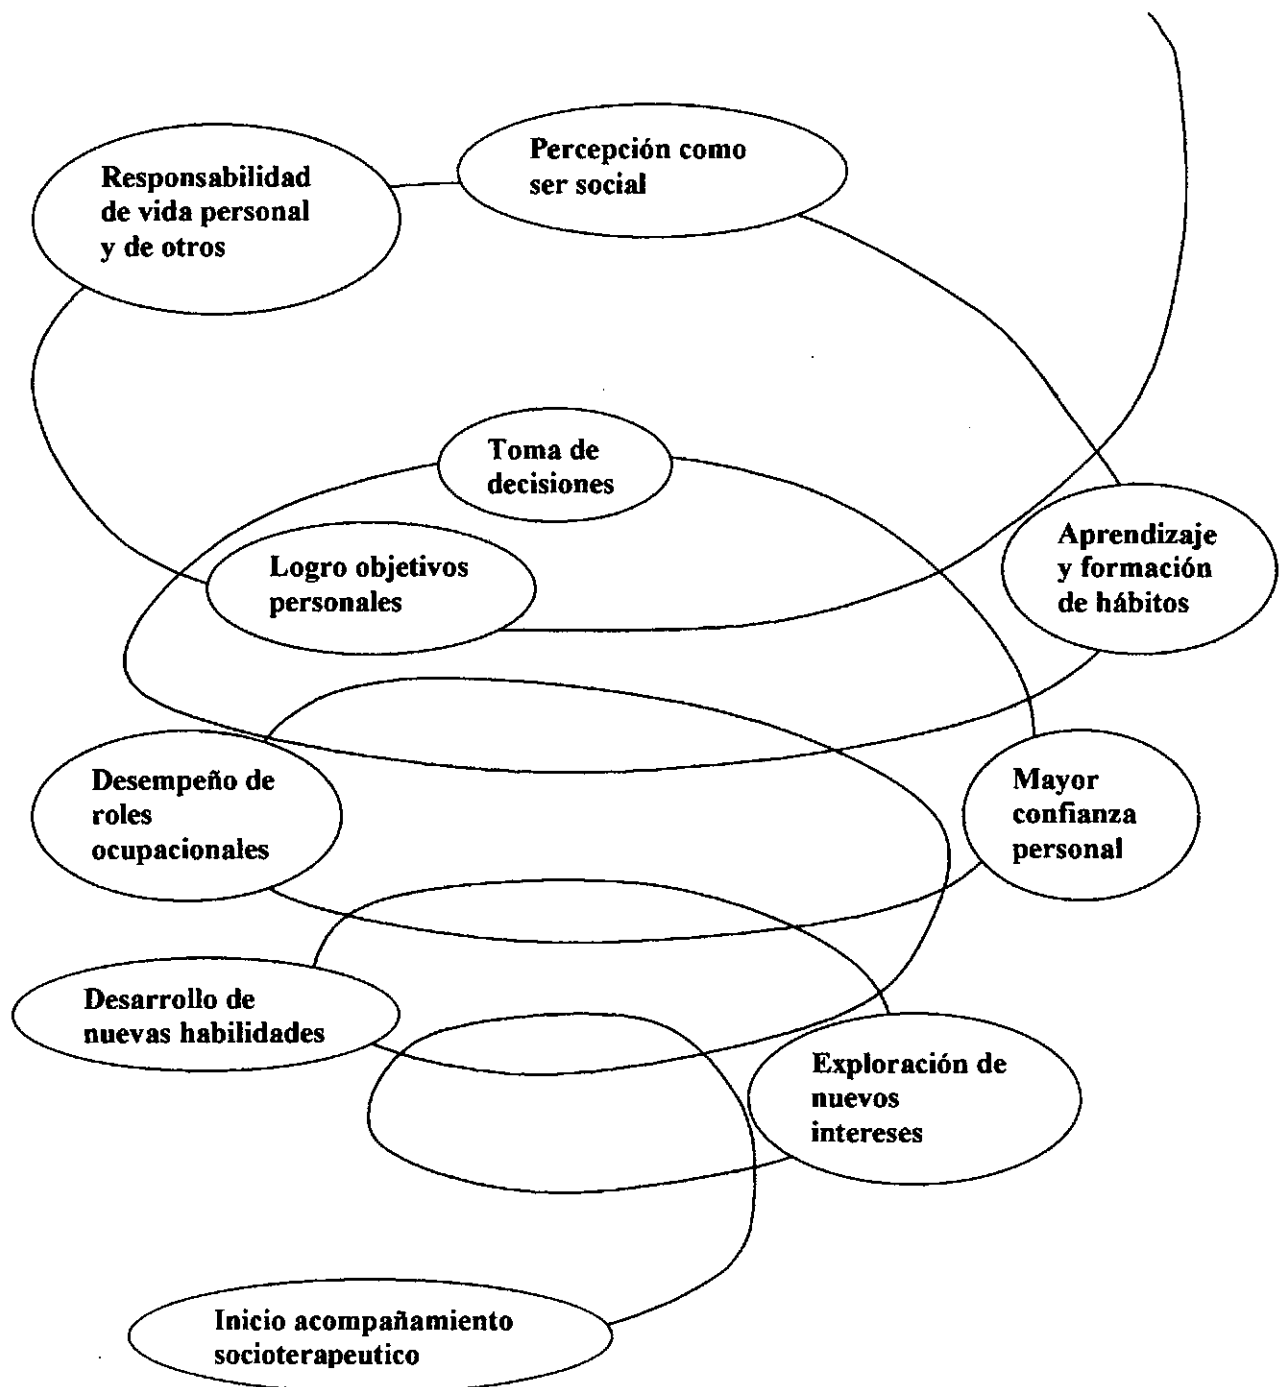 Responsabilidad
de vida personal
y de otros
Percepción como
ser social
Toma de
decisiones
Logro objetivos
personales
Aprendizaje
y formación
de hábitos
Desempeño de
roles
ocupacionales
Mayor
confianza
personal
Desarrollo de
nuevas habilidades
Exploración de
nuevos
intereses
Inicio acompañamiento
socioterapeutico